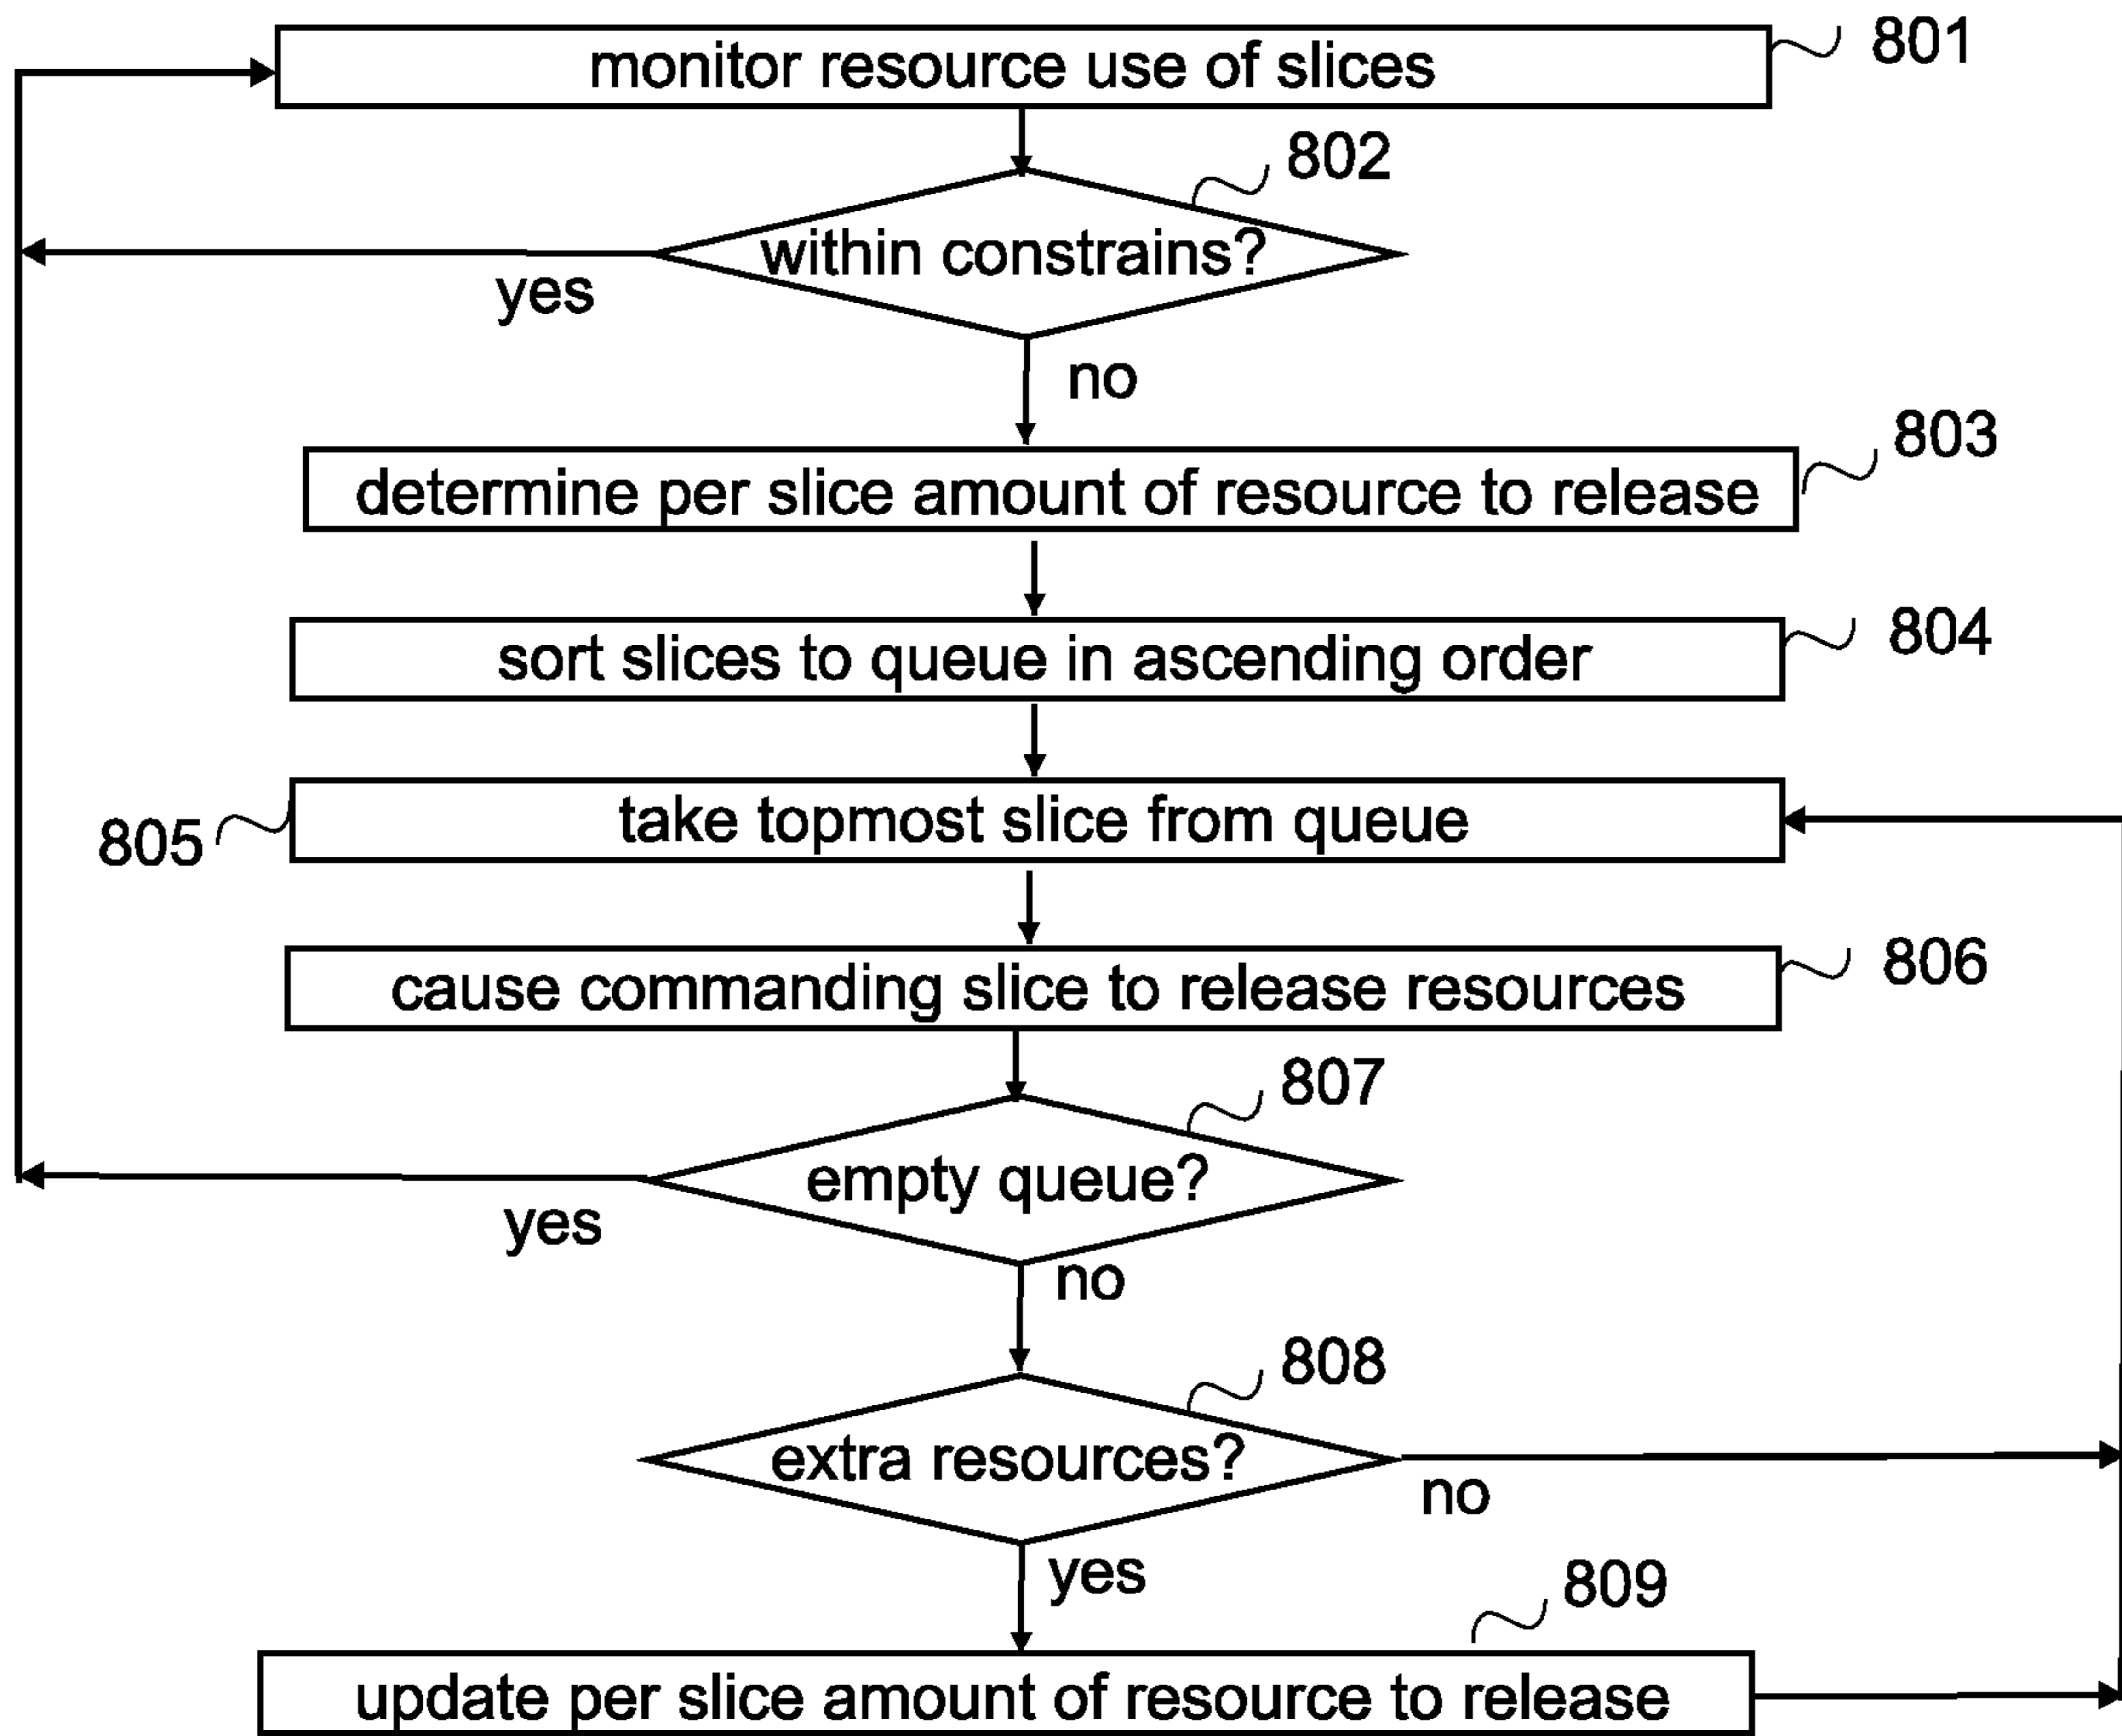 monitor resource use of slices
801
802
within constrains?
yes
no
803
determine per slice amount of resource to release
804
sort slices to queue in ascending order
take topmost slice from queue
805
806
cause commanding slice to release resources
807
empty queue?
yes
no
808
extra resources?
no
yes
809
update per slice amount of resource to release